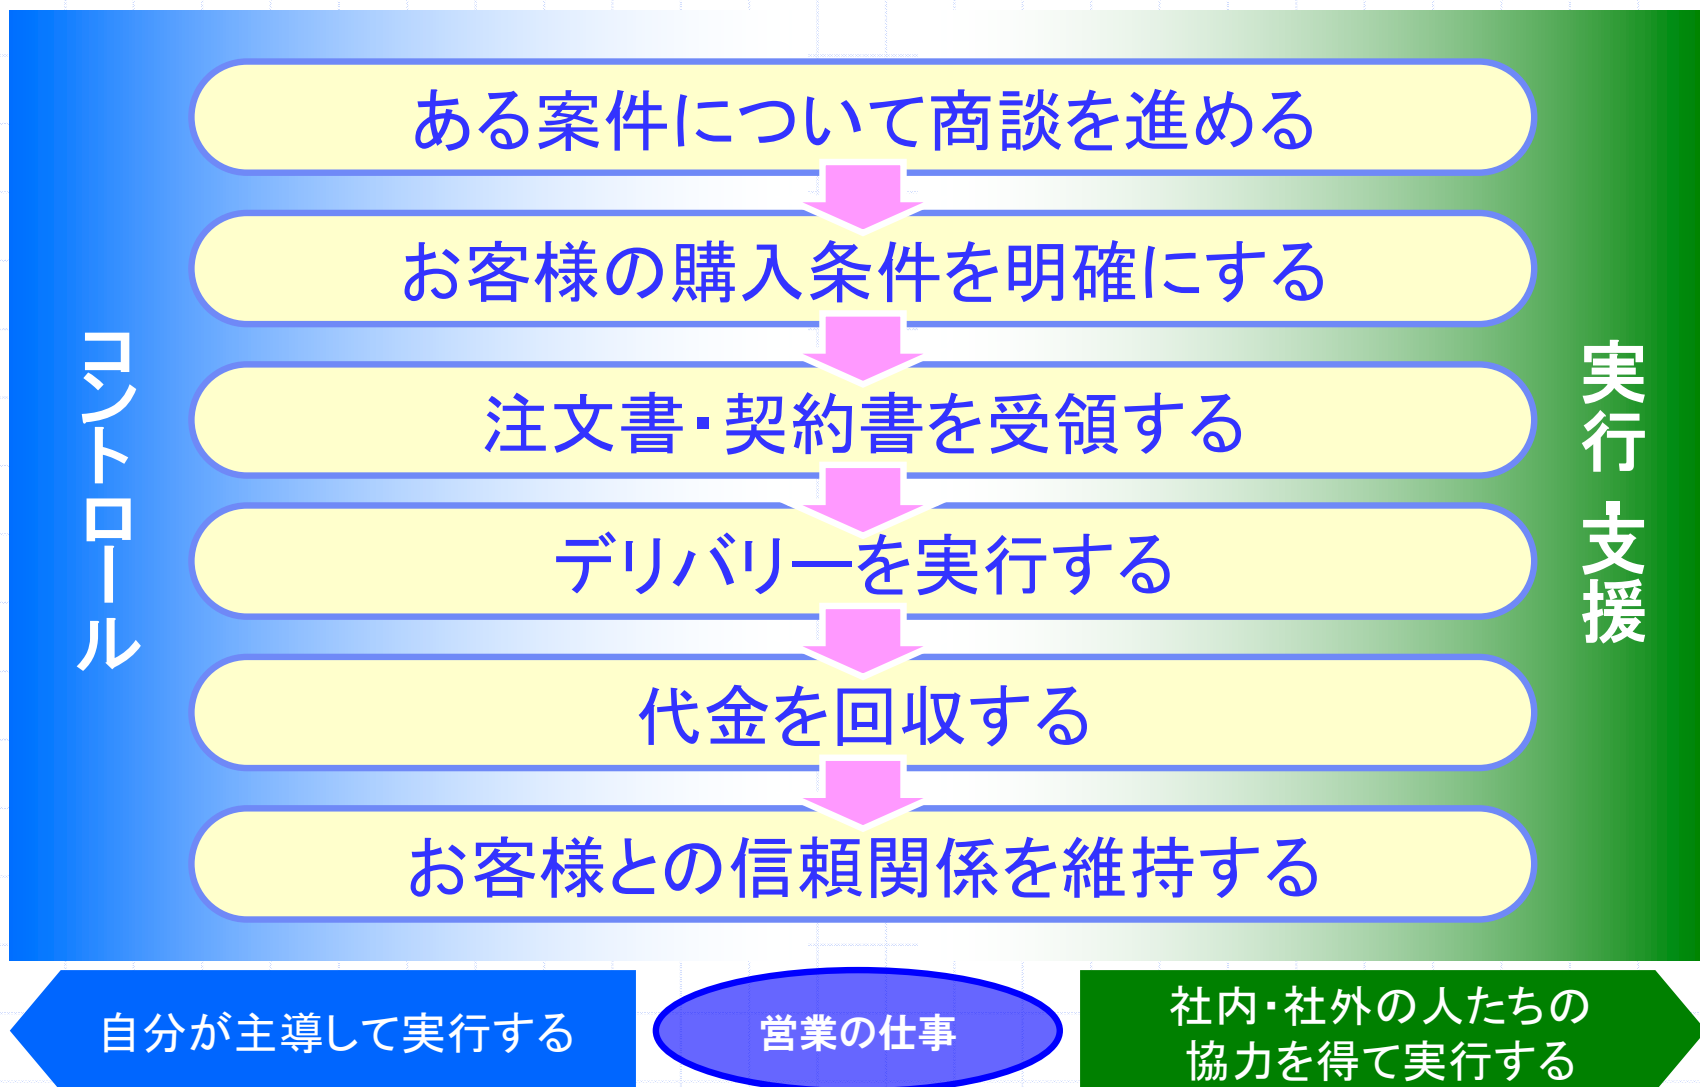 ある案件について商談を進める
お客様の購入条件を明確にする
コントロール
実行・支援
注文書・契約書を受領する
デリバリーを実行する
代金を回収する
お客様との信頼関係を維持する
自分が主導して実行する
営業の仕事
社内・社外の人たちの
協力を得て実行する